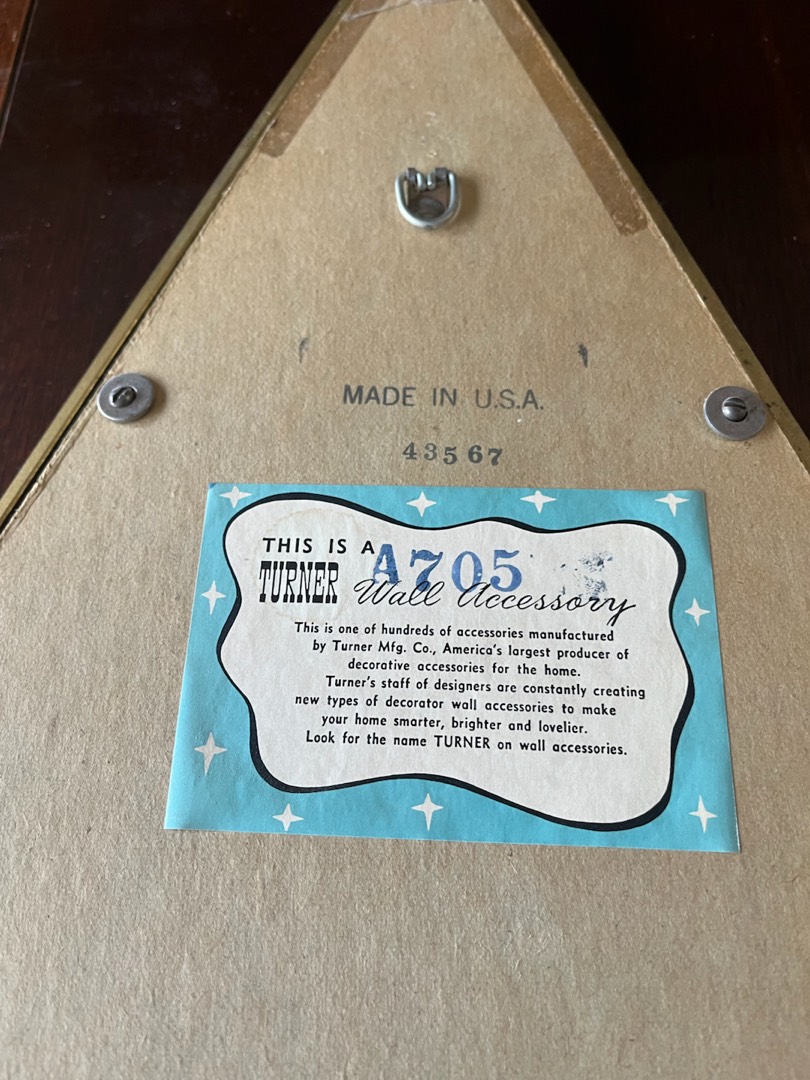 MADE IN U.S.A.
43567
THIS IS A
A705
TURNER Wall Accessory
This is one of hundreds of accessories manufactured
by Turner Mfg. Co., America's largest producer of
decorative accessories for the home.
Turner's staff of designers are constantly creating
new types of decorator wall accessories to make
your home smarter, brighter and lovelier.
Look for the name TURNER on wall accessories.